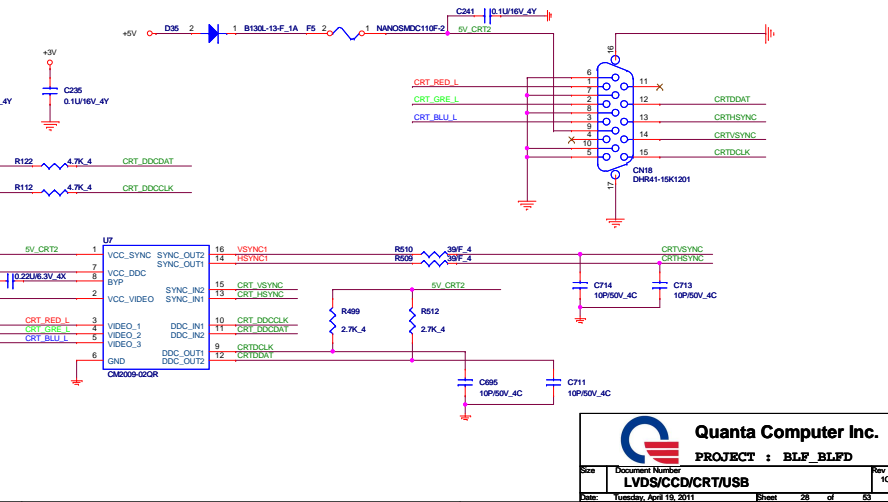 C241 0.1U/16V_4Y
+5V D35 2 1 B130L-13-F_1A F5 2 1 NANOSMDC110F-2 5V_CRT2
16
+3V
C235
0.1U/16V_4Y
_4Y
CRT_RED_L
CRT_GRE_L
CRT_BLU_L
6
1
7
2
8
3
9
4
10
5
11
12 CRTDDAT
13 CRTHSYNC
14 CRTVSYNC
15 CRTDCLK
CN18
DHR41-15K1201
17
R122 4.7K_4 CRT_DDCDAT
R112 4.7K_4 CRT_DDCCLK
U7
5V_CRT2 1 VCC_SYNC SYNC_OUT2 16 VSYNC1 R510 39/F_4 CRTVSYNC
SYNC_OUT1 14 HSYNC1 R509 39/F_4 CRTHSYNC
7 VCC_DDC
0.22U/6.3V_4X 8 BYP
SYNC_IN2 15 CRT_VSYNC
2 VCC_VIDEO SYNC_IN1 13 CRT_HSYNC
5V_CRT2
C714
10P/50V_4C
C713
10P/50V_4C
R499
2.7K_4
R512
2.7K_4
CRT_RED_L 3 VIDEO_1 DDC_IN1 10 CRT_DDCCLK
CRT_GRE_L 4 VIDEO_2 DDC_IN2 11 CRT_DDCDAT
CRT_BLU_L 5 VIDEO_3
DDC_OUT1 9 CRTDCLK
6 GND DDC_OUT2 12 CRTDDAT
CM2009-02QR
C695
10P/50V_4C
C711
10P/50V_4C
Quanta Computer Inc.
PROJECT : BLF_BLFD
Size Document Number Rev
LVDS/CCD/CRT/USB
Date: Tuesday, April 19, 2011 Sheet 28 of 53